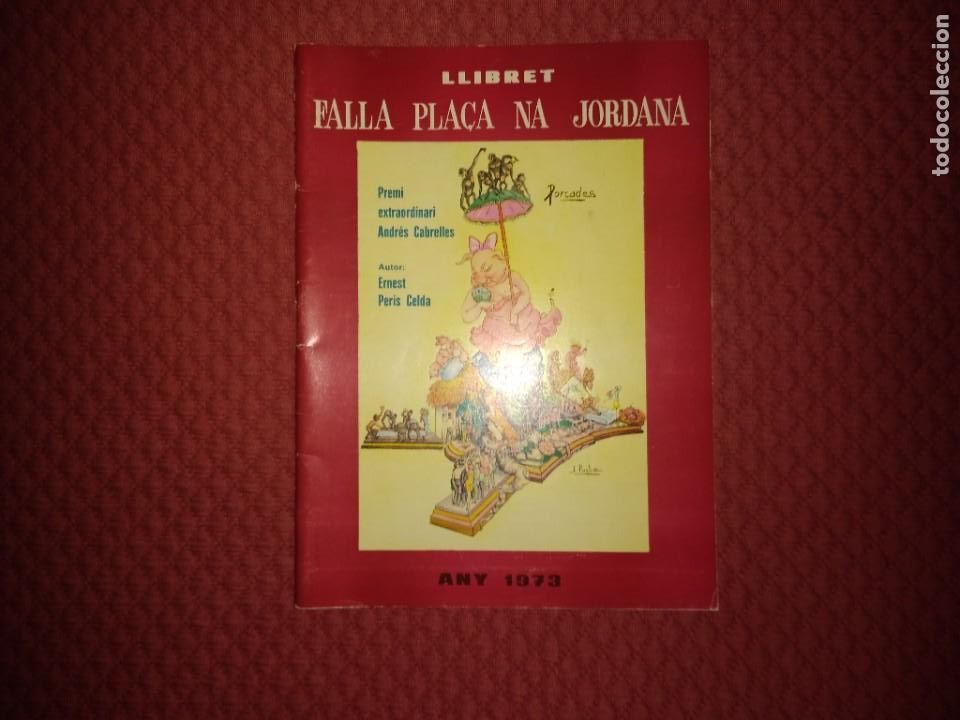 LLIBRET
FALLA PLAÇA NA JORDANA
Premi
extraordinari
Andrés Cabrelles
Autor:
Ernest
Peris Celda
Porcades
ANY 1973
todocoleccion